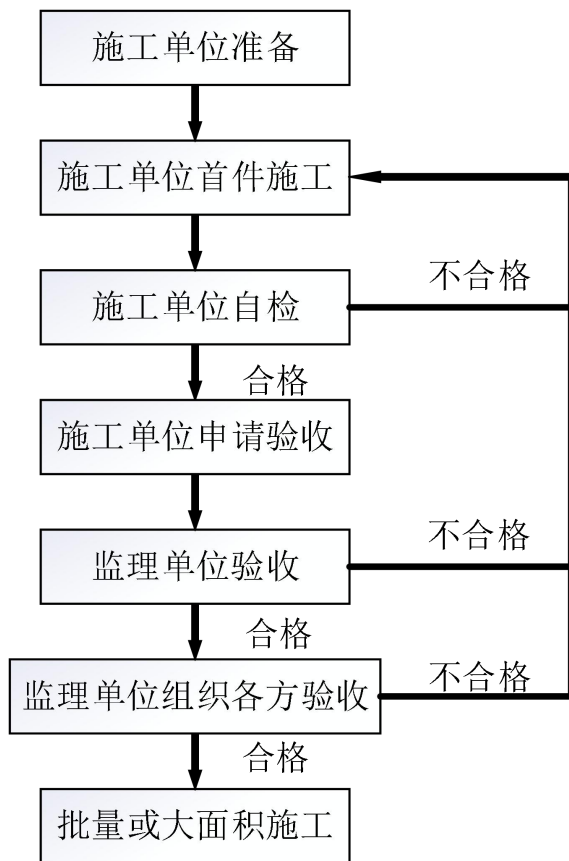 施工单位准备
施工单位首件施工
不合格
施工单位自检
合格
施工单位申请验收
不合格
监理单位验收
合格
不合格
监理单位组织各方验收
合格
批量或大面积施工